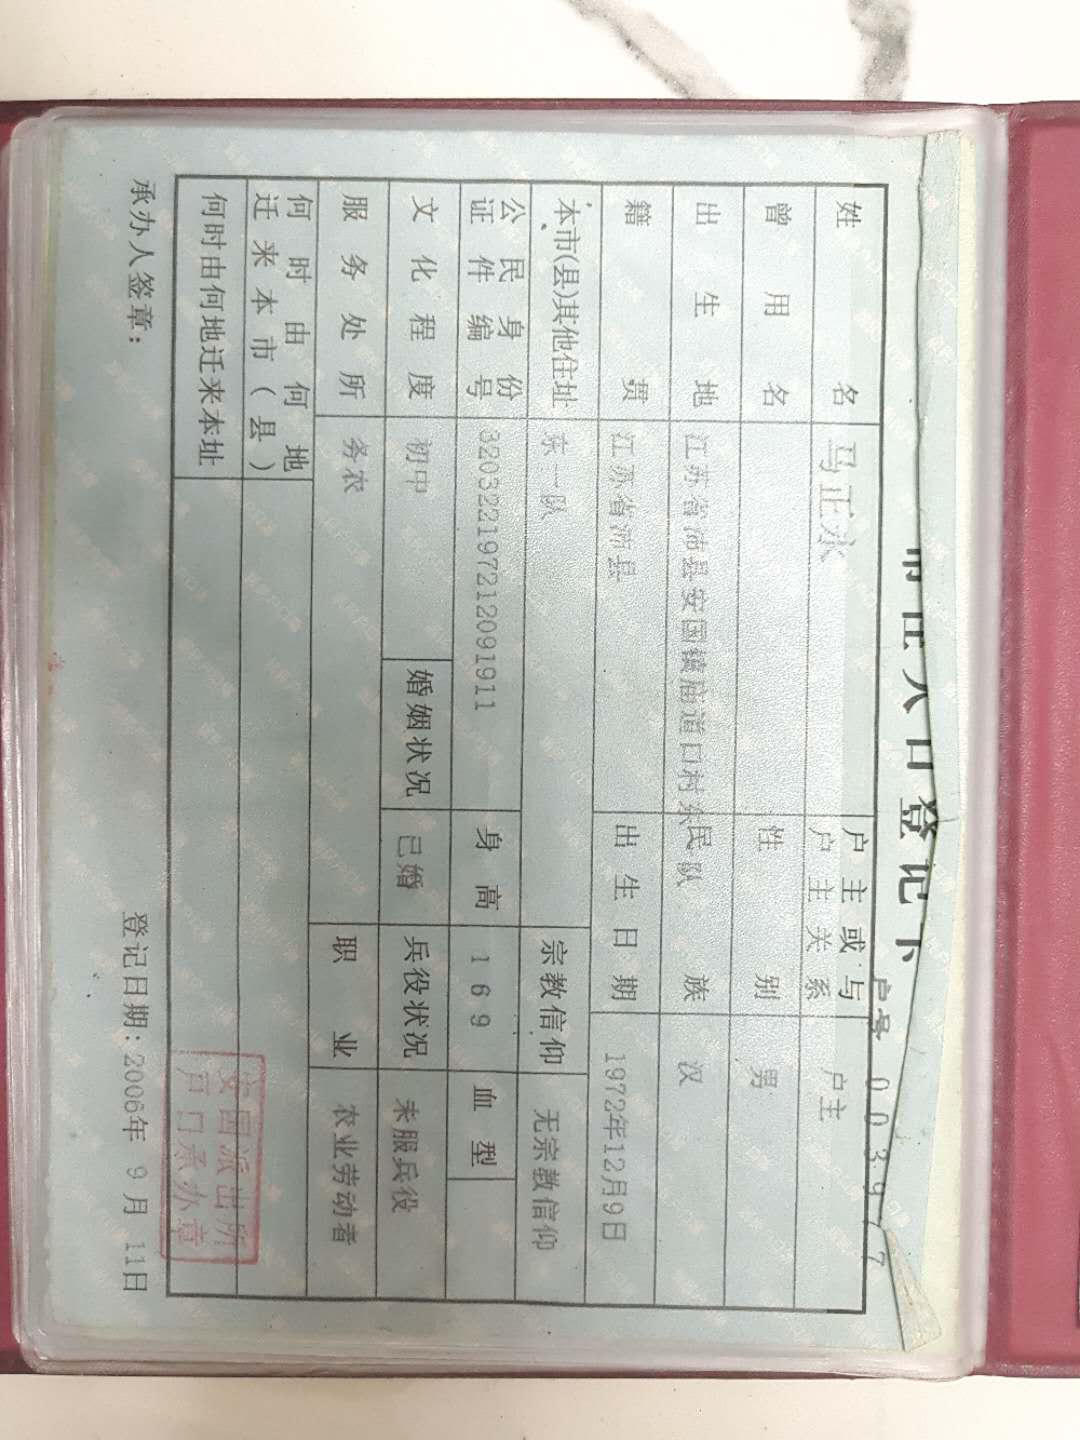 常住人口登记卡
户号 003977
姓名 马正永 户主或与户主关系 户主
曾用名 性别 男
出生地 江苏省沛县安国镇庙道口村东民队 民族 汉
籍贯 江苏省沛县 出生日期 1972年12月9日
本市(县)其他住址 东一队 宗教信仰 无宗教信仰
公民身份证件编号 320322197212091911 身高 169 血型
文化程度 初中 婚姻状况 已婚 兵役状况 未服兵役
服务处所 务农 职业 农业劳动者
何时由何地迁来本市(县)
何时由何地迁来本址
承办人签章: 登记日期:2006年9月11日
安国派出所
户口承办章